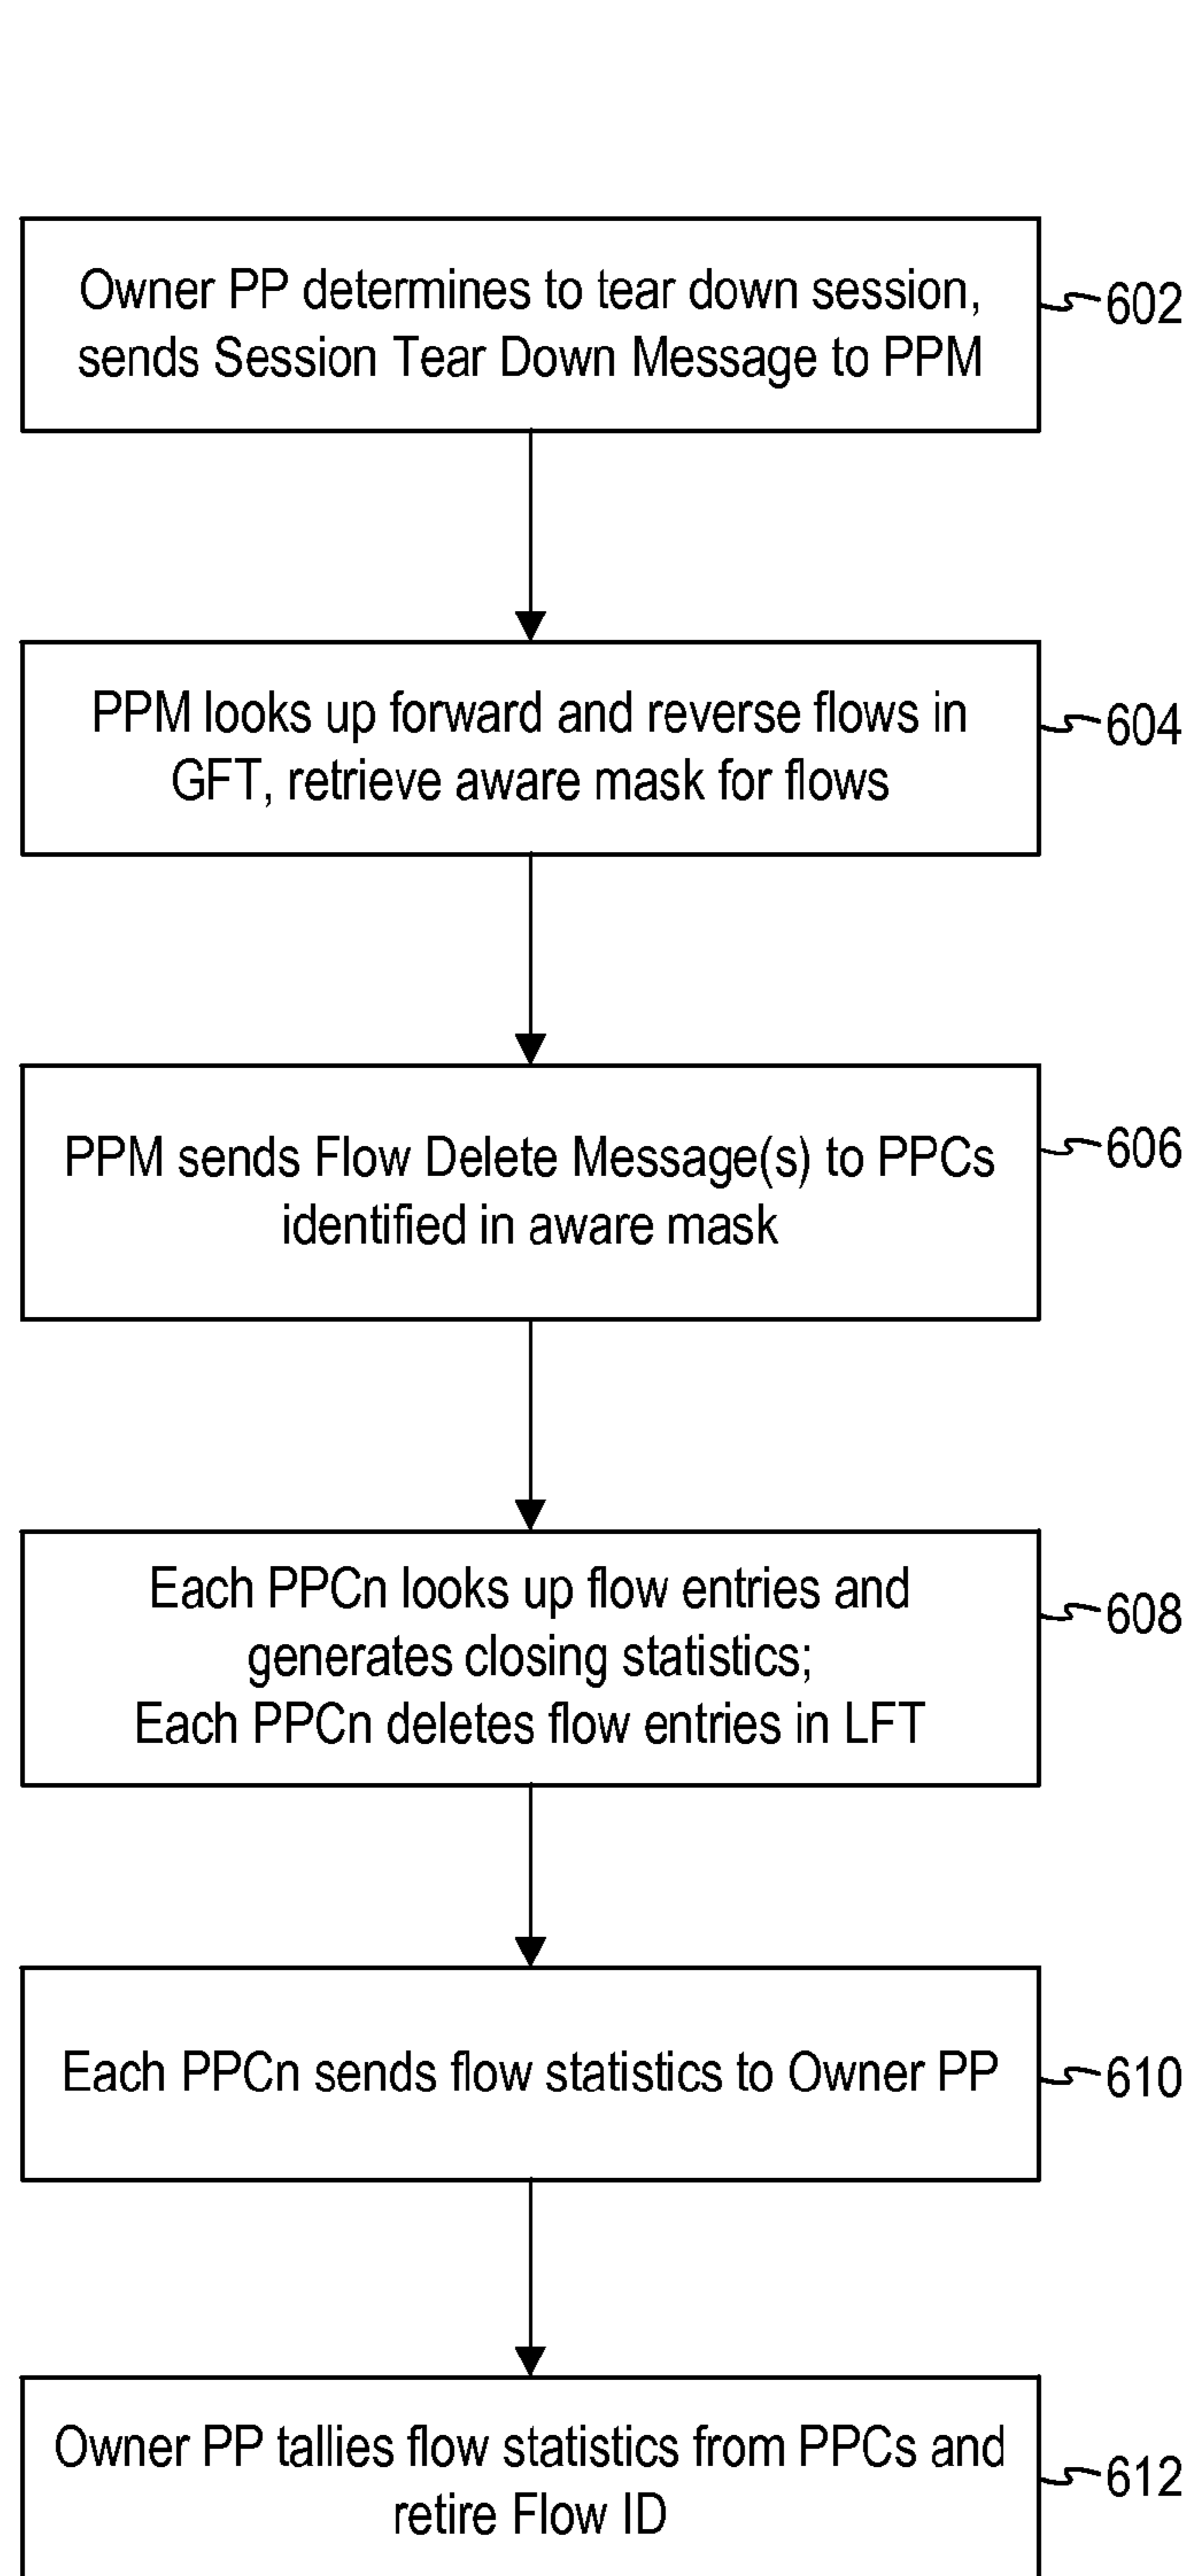 Owner PP determines to tear down session,
sends Session Tear Down Message to PPM
602
PPM looks up forward and reverse flows in
GFT, retrieve aware mask for flows
604
PPM sends Flow Delete Message(s) to PPCs
identified in aware mask
606
Each PPCn looks up flow entries and
generates closing statistics;
Each PPCn deletes flow entries in LFT
608
Each PPCn sends flow statistics to Owner PP
610
Owner PP tallies flow statistics from PPCs and
retire Flow ID
612